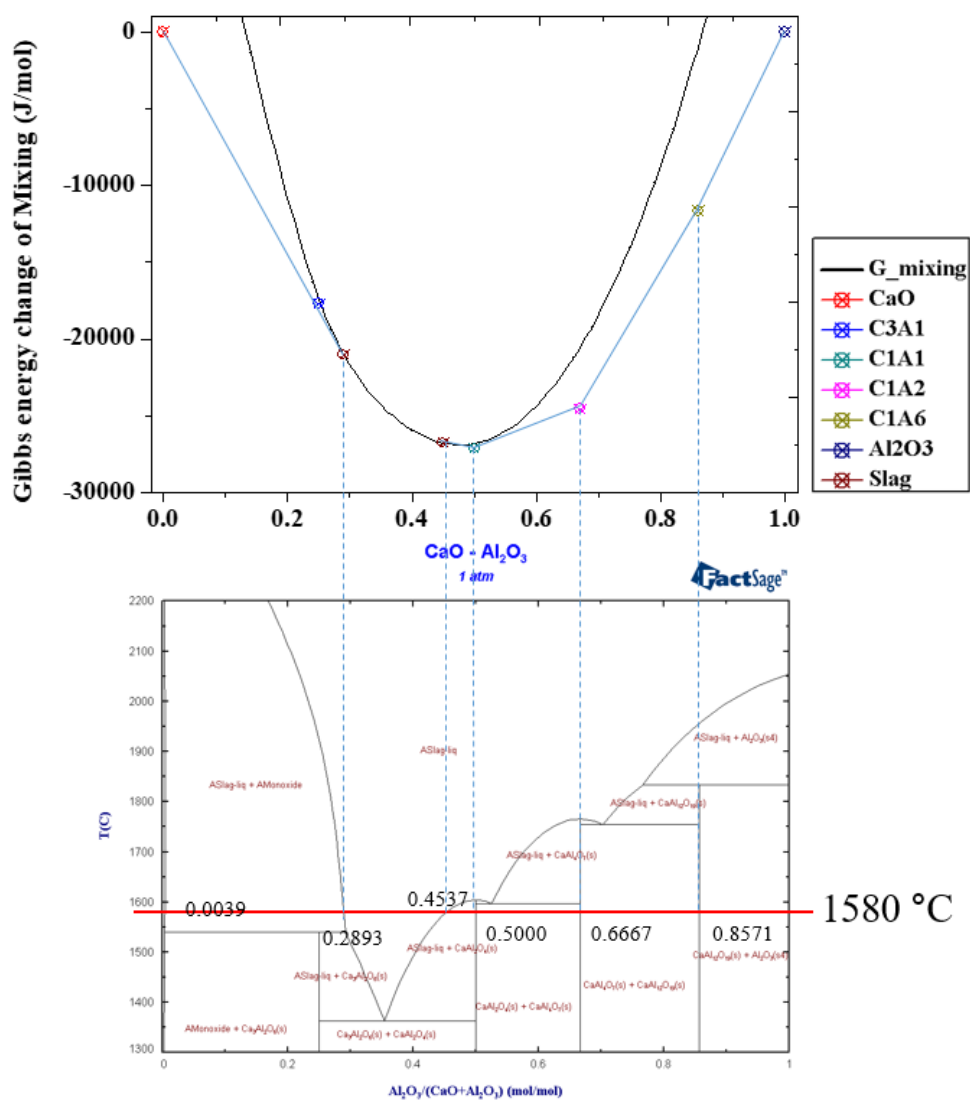 Gibbs energy change of Mixing (J/mol)
0
-10000
-20000
-30000
0.0 0.2 0.4 0.6 0.8 1.0
G_mixing
CaO
C3A1
C1A1
C1A2
C1A6
Al2O3
Slag
CaO - Al₂O₃
1 atm
FactSage™
T(C)
2200
2100
2000
1900
1800
1700
1600
1500
1400
1300
ASlag-liq + Al₂O₃(s4)
ASlag-liq
ASlag-liq + AMonoxide
ASlag-liq + CaAl₁₂O₁₉(s)
ASlag-liq + CaAl₄O₇(s)
0.0039
0.4537
1580 °C
0.2893
0.5000
0.6667
0.8571
ASlag-liq + CaAl₂O₄(s)
CaAl₁₂O₁₉(s) + Al₂O₃(s4)
ASlag-liq + Ca₃Al₂O₆(s)
CaAl₂O₄(s) + CaAl₄O₇(s)
CaAl₄O₇(s) + CaAl₁₂O₁₉(s)
AMonoxide + Ca₃Al₂O₆(s)
Ca₃Al₂O₆(s) + CaAl₂O₄(s)
0 0.2 0.4 0.6 0.8 1
Al₂O₃/(CaO+Al₂O₃) (mol/mol)